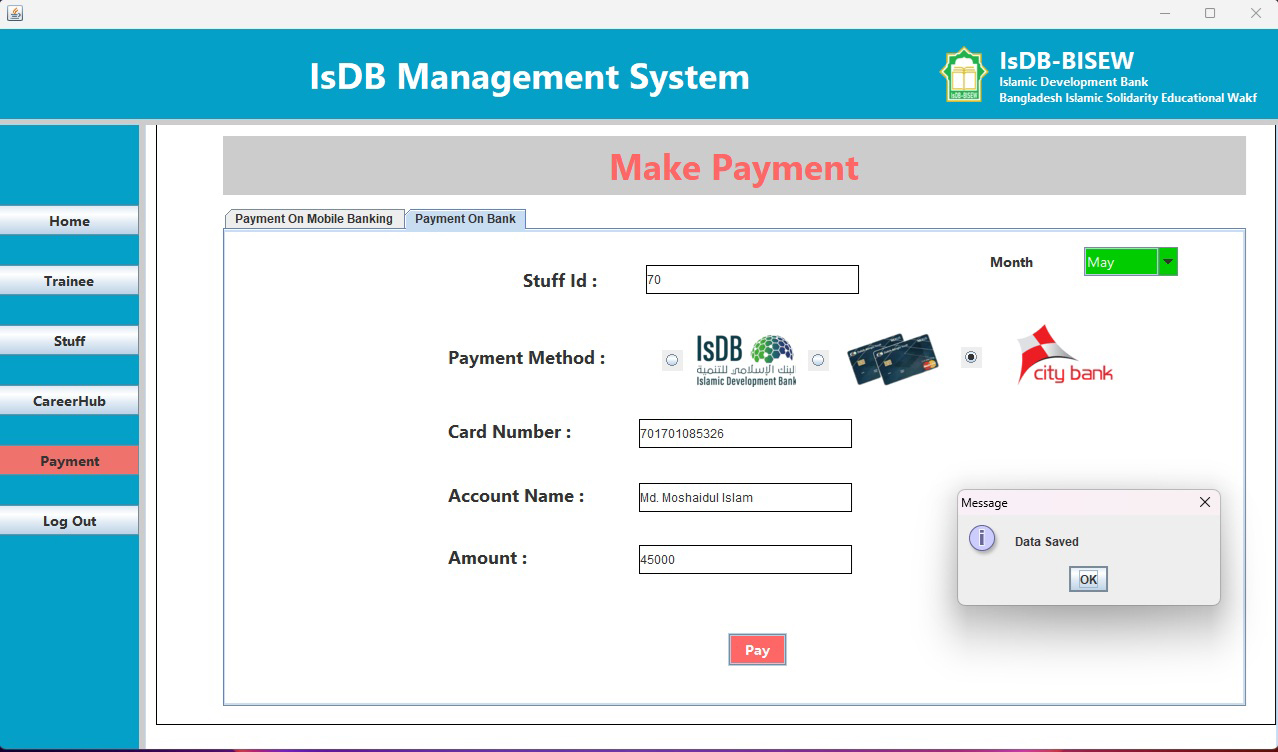 IsDB Management System
IsDB-BISEW
Islamic Development Bank
Bangladesh Islamic Solidarity Educational Wakf
IsDB-BISEW
Make Payment
Home
Trainee
Stuff
CareerHub
Payment
Log Out
Payment On Mobile Banking
Payment On Bank
Month
May
Stuff Id :
70
Payment Method :
IsDB
البنك الإسلامي للتنمية
Islamic Development Bank
city bank
Card Number :
701701085326
Account Name :
Md. Moshaidul Islam
Amount :
45000
Pay
Message
Data Saved
OK